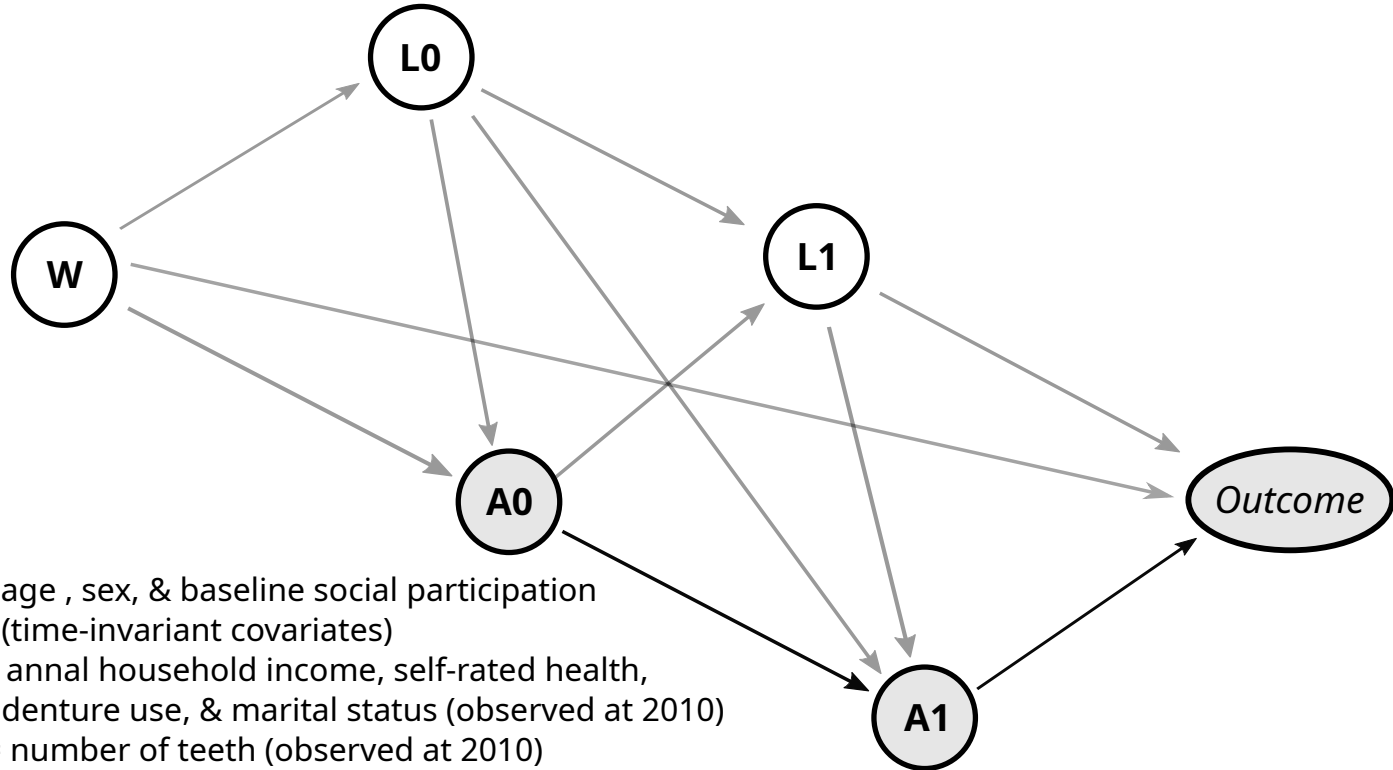 L0
L1
W
A0
Outcome
age , sex, & baseline social participation
(time-invariant covariates)
annal household income, self-rated health,
denture use, & marital status (observed at 2010)
number of teeth (observed at 2010)
A1